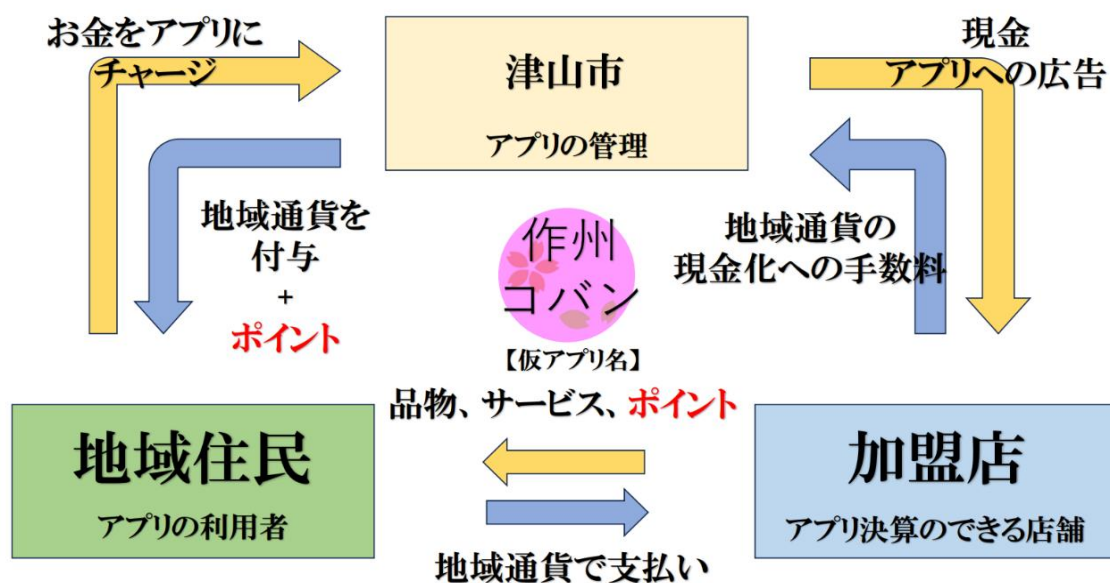 お金をアプリに
チャージ
津山市
アプリの管理
現金
アプリへの広告
地域通貨を
付与
+
ポイント
作州
コバン
【仮アプリ名】
地域通貨の
現金化への手数料
品物、サービス、ポイント
地域住民
アプリの利用者
加盟店
アプリ決算のできる店舗
地域通貨で支払い